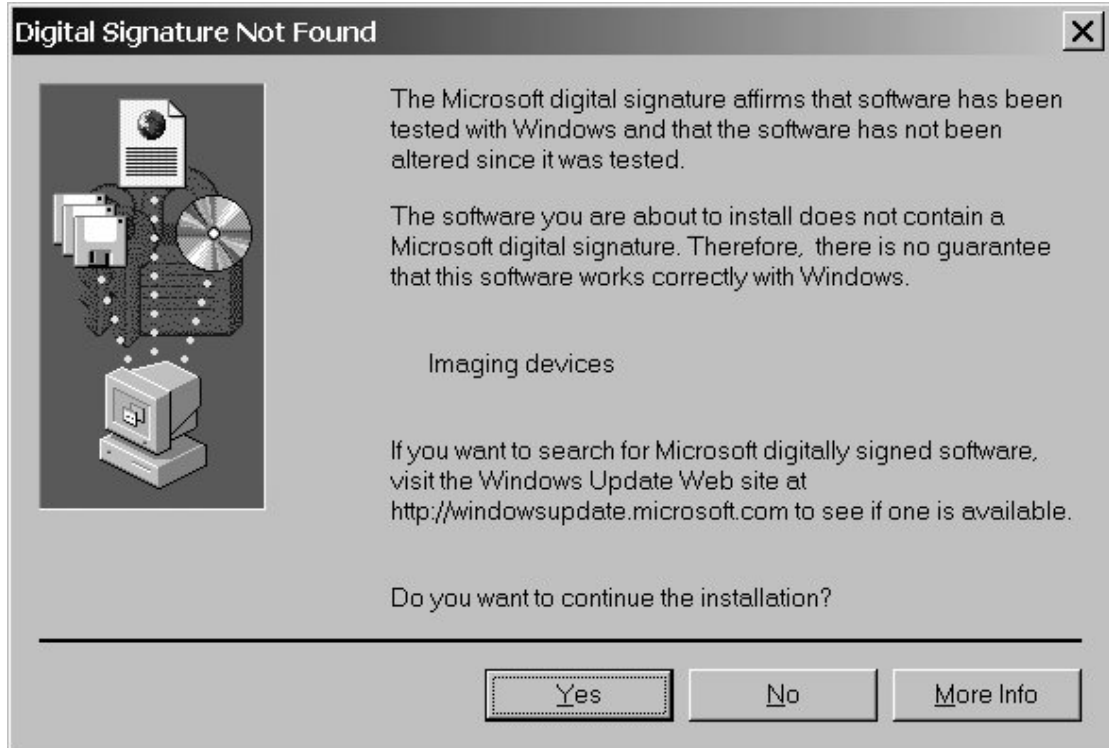 Digital Signature Not Found
The Microsoft digital signature affirms that software has been
tested with Windows and that the software has not been
altered since it was tested.
The software you are about to install does not contain a
Microsoft digital signature. Therefore,  there is no guarantee
that this software works correctly with Windows.
Imaging devices
If you want to search for Microsoft digitally signed software,
visit the Windows Update Web site at
http://windowsupdate.microsoft.com to see if one is available.
Do you want to continue the installation?
Yes No More Info